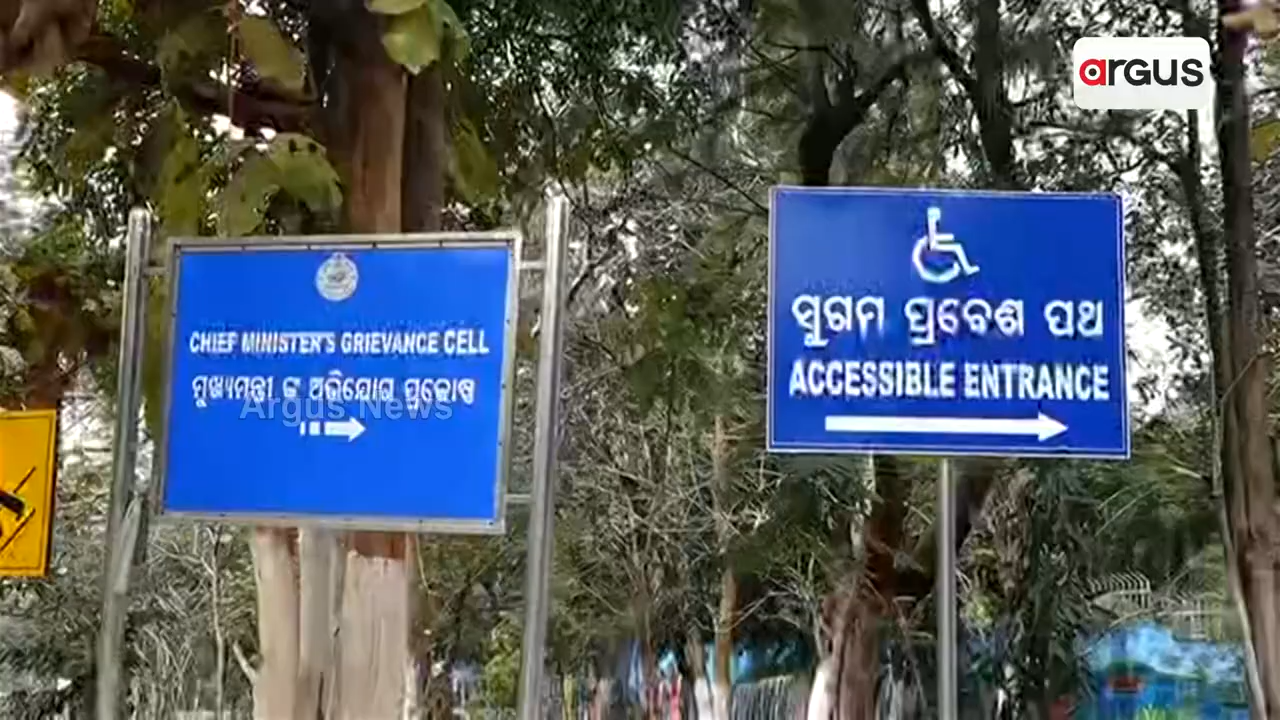 argus
CHIEF MINISTER'S GRIEVANCE CELL
ମୁଖ୍ୟମନ୍ତ୍ରୀ ଙ୍କ ଅଭିଯୋଗ ପ୍ରକୋଷ୍ଠ
Argus News
ସୁଗମ ପ୍ରବେଶ ପଥ
ACCESSIBLE ENTRANCE